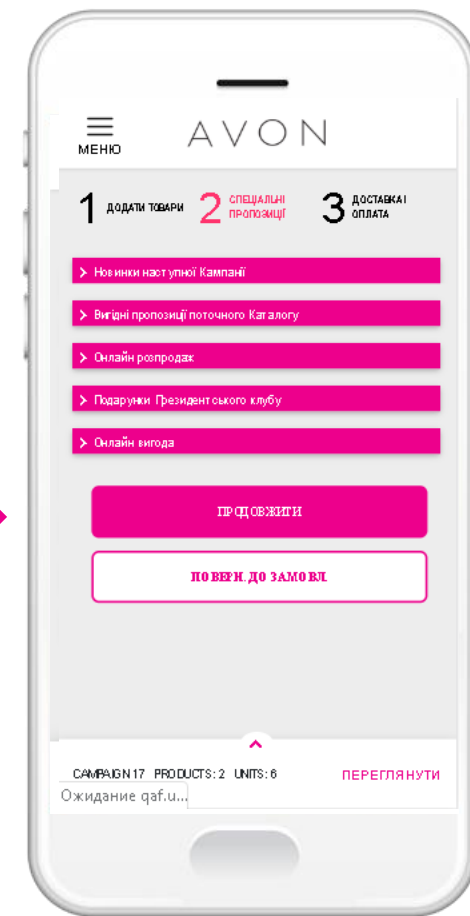 МЕНЮ
AVON
1 ДОДАТИ ТОВАРИ
2 СПЕЦІАЛЬНІ
ПРОПОЗИЦІЇ
3 ДОСТАВКА І
ОПЛАТА
Новинки наступної Кампанії
Вигідні пропозиції поточного Каталогу
Онлайн розпродаж
Подарунки Президентського клубу
Онлайн вигода
ПРОДОВЖИТИ
ПОВЕРН. ДО ЗАМОВЛ.
CAMPAIGN 17 PRODUCTS: 2 UNITS: 6
ПЕРЕГЛЯНУТИ
Ожидание qaf.u...